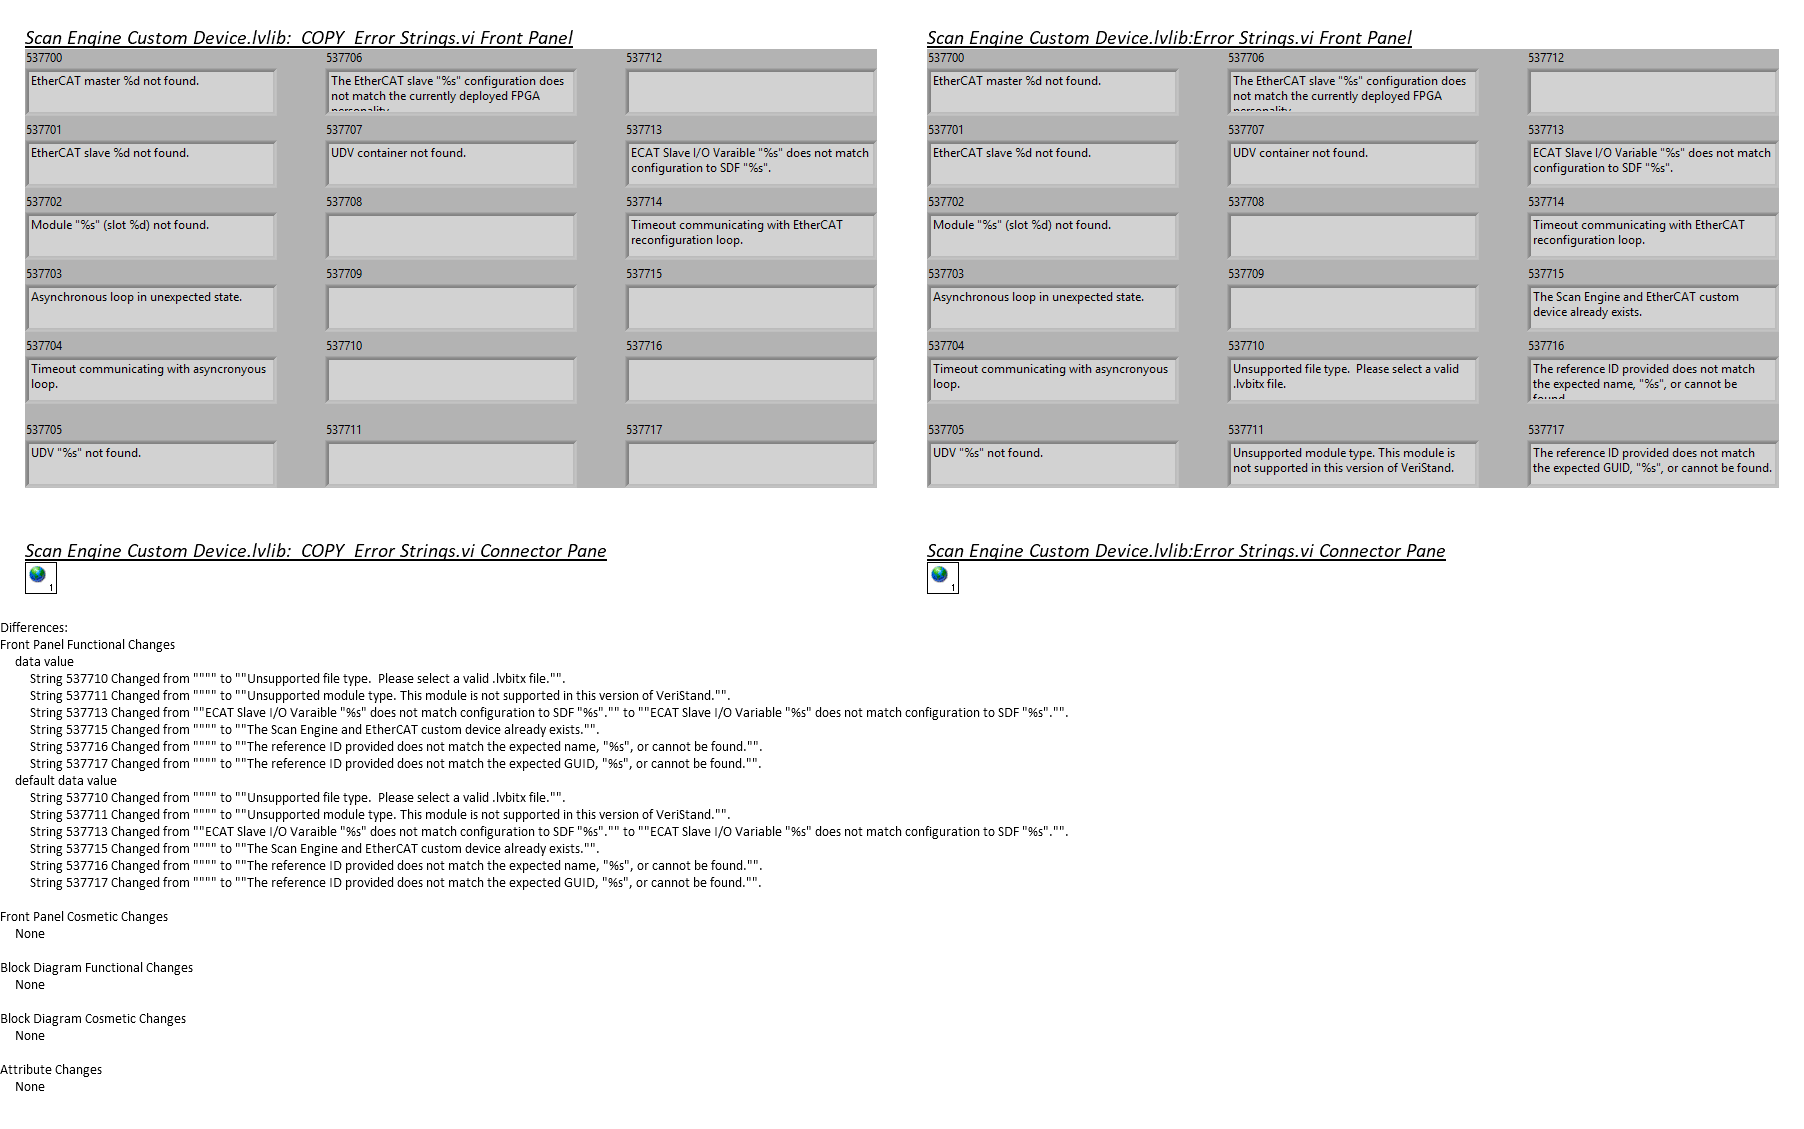 Scan Engine Custom Device.lvlib:_COPY_Error Strings.vi Front Panel
537700
EtherCAT master %d not found.
537706
The EtherCAT slave "%s" configuration does
not match the currently deployed FPGA
personality.
537712
537701
EtherCAT slave %d not found.
537707
UDV container not found.
537713
ECAT Slave I/O Varaible "%s" does not match
configuration to SDF "%s".
537702
Module "%s" (slot %d) not found.
537708
537714
Timeout communicating with EtherCAT
reconfiguration loop.
537703
Asynchronous loop in unexpected state.
537709
537715
537704
Timeout communicating with asyncronyous
loop.
537710
537716
537705
UDV "%s" not found.
537711
537717
Scan Engine Custom Device.lvlib:Error Strings.vi Front Panel
537700
EtherCAT master %d not found.
537706
The EtherCAT slave "%s" configuration does
not match the currently deployed FPGA
personality.
537712
537701
EtherCAT slave %d not found.
537707
UDV container not found.
537713
ECAT Slave I/O Variable "%s" does not match
configuration to SDF "%s".
537702
Module "%s" (slot %d) not found.
537708
537714
Timeout communicating with EtherCAT
reconfiguration loop.
537703
Asynchronous loop in unexpected state.
537709
537715
The Scan Engine and EtherCAT custom
device already exists.
537704
Timeout communicating with asyncronyous
loop.
537710
Unsupported file type.  Please select a valid
.lvbitx file.
537716
The reference ID provided does not match
the expected name, "%s", or cannot be
found.
537705
UDV "%s" not found.
537711
Unsupported module type. This module is
not supported in this version of VeriStand.
537717
The reference ID provided does not match
the expected GUID, "%s", or cannot be found.
Scan Engine Custom Device.lvlib:_COPY_Error Strings.vi Connector Pane
1
Scan Engine Custom Device.lvlib:Error Strings.vi Connector Pane
1
Differences:
Front Panel Functional Changes
data value
String 537710 Changed from """" to ""Unsupported file type.  Please select a valid .lvbitx file."".
String 537711 Changed from """" to ""Unsupported module type. This module is not supported in this version of VeriStand."".
String 537713 Changed from ""ECAT Slave I/O Varaible "%s" does not match configuration to SDF "%s"."" to ""ECAT Slave I/O Variable "%s" does not match configuration to SDF "%s"."".
String 537715 Changed from """" to ""The Scan Engine and EtherCAT custom device already exists."".
String 537716 Changed from """" to ""The reference ID provided does not match the expected name, "%s", or cannot be found."".
String 537717 Changed from """" to ""The reference ID provided does not match the expected GUID, "%s", or cannot be found."".
default data value
String 537710 Changed from """" to ""Unsupported file type.  Please select a valid .lvbitx file."".
String 537711 Changed from """" to ""Unsupported module type. This module is not supported in this version of VeriStand."".
String 537713 Changed from ""ECAT Slave I/O Varaible "%s" does not match configuration to SDF "%s"."" to ""ECAT Slave I/O Variable "%s" does not match configuration to SDF "%s"."".
String 537715 Changed from """" to ""The Scan Engine and EtherCAT custom device already exists."".
String 537716 Changed from """" to ""The reference ID provided does not match the expected name, "%s", or cannot be found."".
String 537717 Changed from """" to ""The reference ID provided does not match the expected GUID, "%s", or cannot be found."".
Front Panel Cosmetic Changes
None
Block Diagram Functional Changes
None
Block Diagram Cosmetic Changes
None
Attribute Changes
None